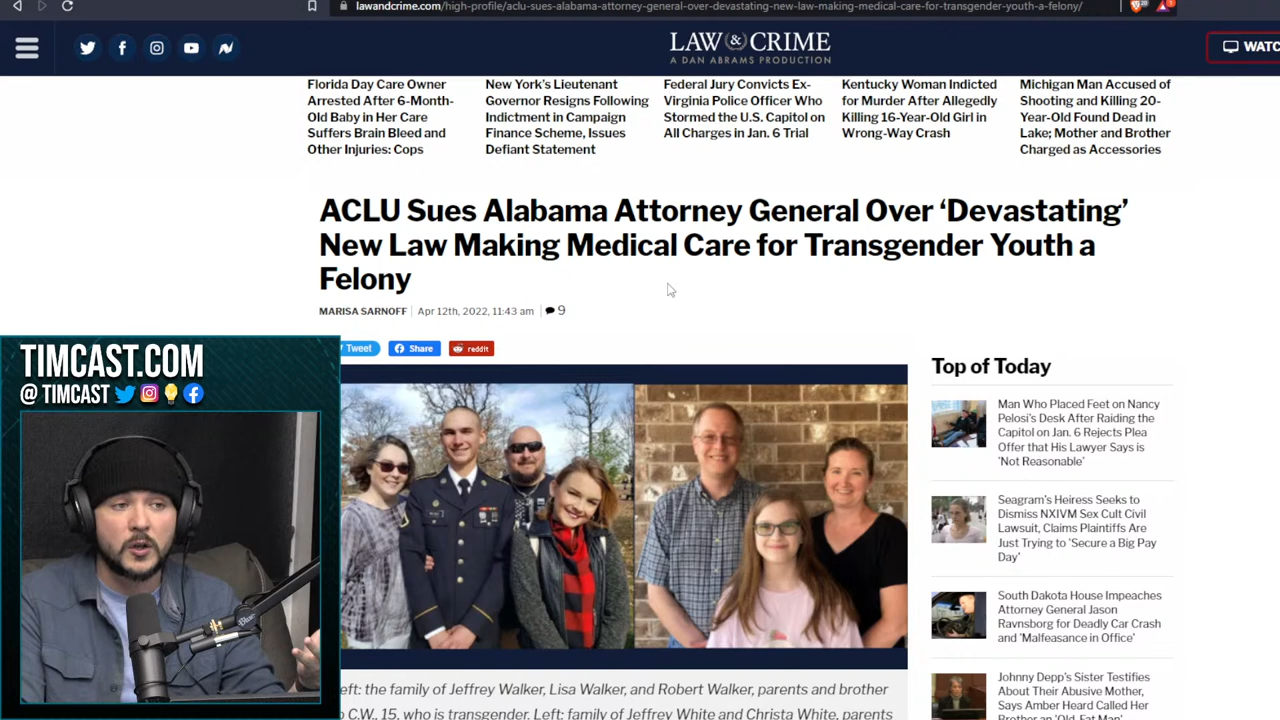 lawandcrime.com/high-profile/aclu-sues-alabama-attorney-general-over-devastating-new-law-making-medical-care-for-transgender-youth-a-felony/
LAW & CRIME
A DAN ABRAMS PRODUCTION
WATC
Florida Day Care Owner
Arrested After 6-Month-
Old Baby in Her Care
Suffers Brain Bleed and
Other Injuries: Cops
New York's Lieutenant
Governor Resigns Following
Indictment in Campaign
Finance Scheme, Issues
Defiant Statement
Federal Jury Convicts Ex-
Virginia Police Officer Who
Stormed the U.S. Capitol on
All Charges in Jan. 6 Trial
Kentucky Woman Indicted
for Murder After Allegedly
Killing 16-Year-Old Girl in
Wrong-Way Crash
Michigan Man Accused of
Shooting and Killing 20-
Year-Old Found Dead in
Lake; Mother and Brother
Charged as Accessories
ACLU Sues Alabama Attorney General Over ‘Devastating’
New Law Making Medical Care for Transgender Youth a
Felony
MARISA SARNOFF Apr 12th, 2022, 11:43 am 9
Tweet Share reddit
TIMCAST.COM
@ TIMCAST
Blue
Left: the family of Jeffrey Walker, Lisa Walker, and Robert Walker, parents and brother
C.W., 15, who is transgender. Left: family of Jeffrey White and Christa White, parents
Top of Today
Man Who Placed Feet on Nancy
Pelosi's Desk After Raiding the
Capitol on Jan. 6 Rejects Plea
Offer that His Lawyer Says is
'Not Reasonable'
Seagram's Heiress Seeks to
Dismiss NXIVM Sex Cult Civil
Lawsuit, Claims Plaintiffs Are
Just Trying to 'Secure a Big Pay
Day'
South Dakota House Impeaches
Attorney General Jason
Ravnsborg for Deadly Car Crash
and 'Malfeasance in Office'
Johnny Depp's Sister Testifies
About Their Abusive Mother,
Says Amber Heard Called Her
Brother an 'Old, Fat Man'